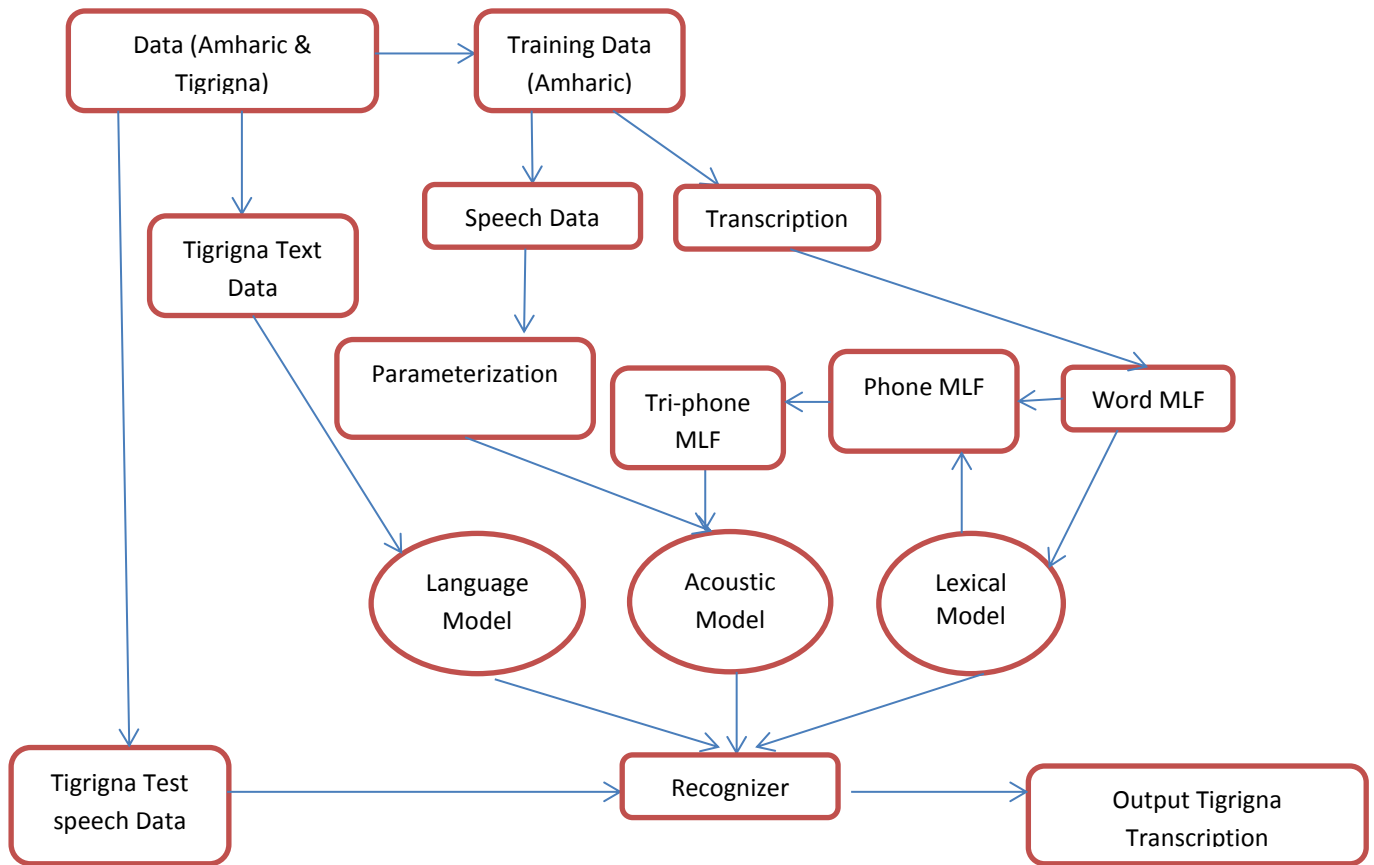 Data (Amharic &
Tigrigna)
Training Data
(Amharic)
Speech Data
Transcription
Tigrigna Text
Data
Parameterization
Tri-phone
MLF
Phone MLF
Word MLF
Language
Model
Acoustic
Model
Lexical
Model
Tigrigna Test
speech Data
Recognizer
Output Tigrigna
Transcription